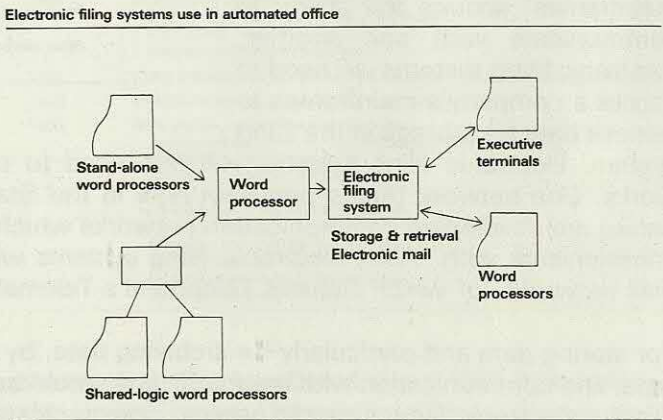 Electronic filing systems use in automated office
Stand-alone
word processors
Word
processor
Electronic
filing
system
Storage & retrieval
Electronic mail
Executive
terminals
Word
processors
Shared-logic word processors